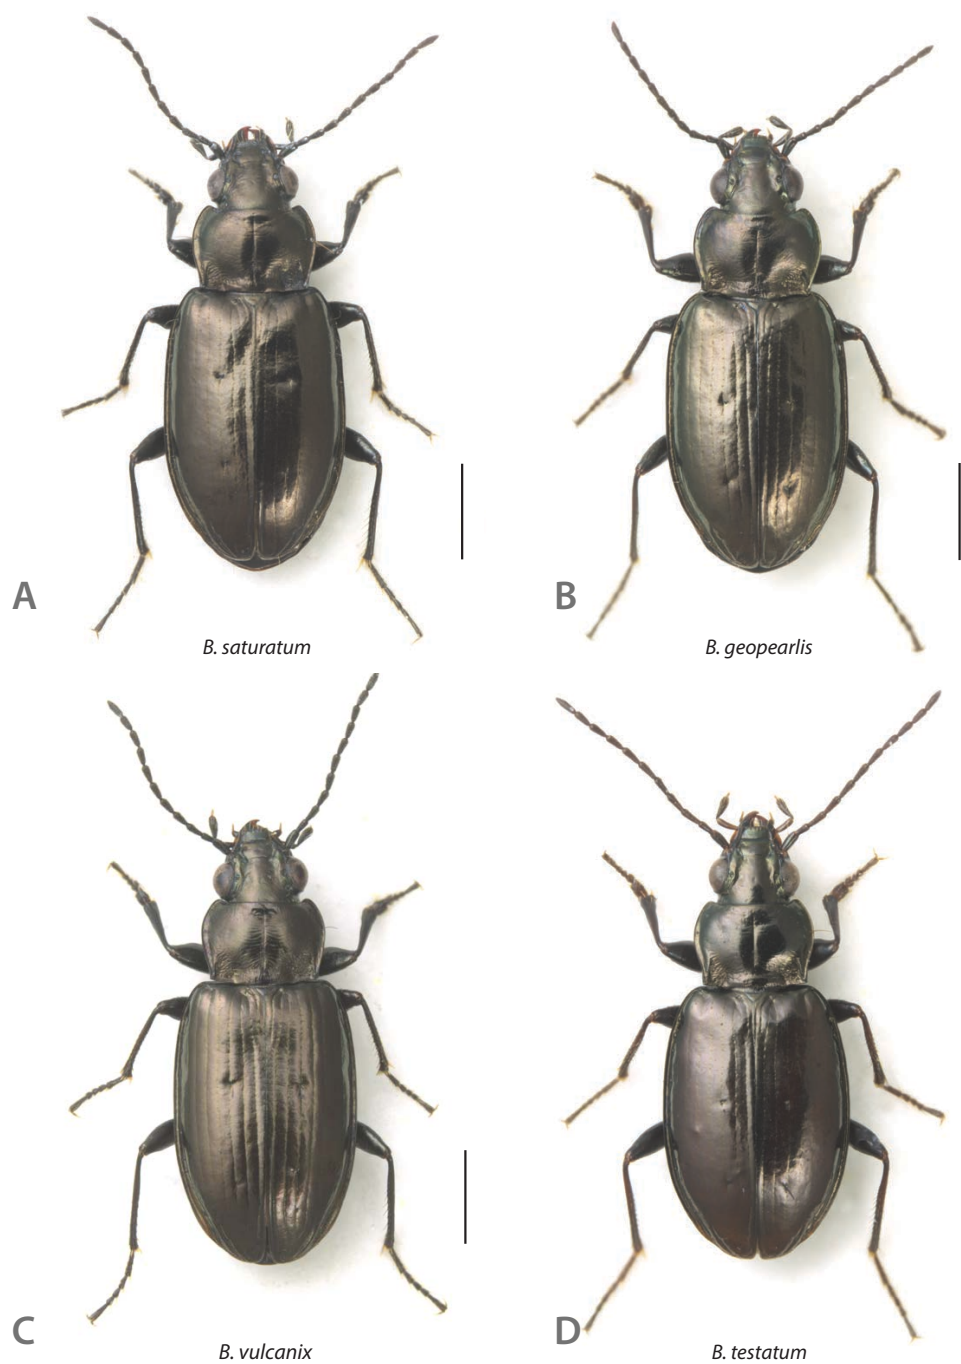 A
B. saturatum
B
B. geopearlis
C
B. vulcanix
D
B. testatum